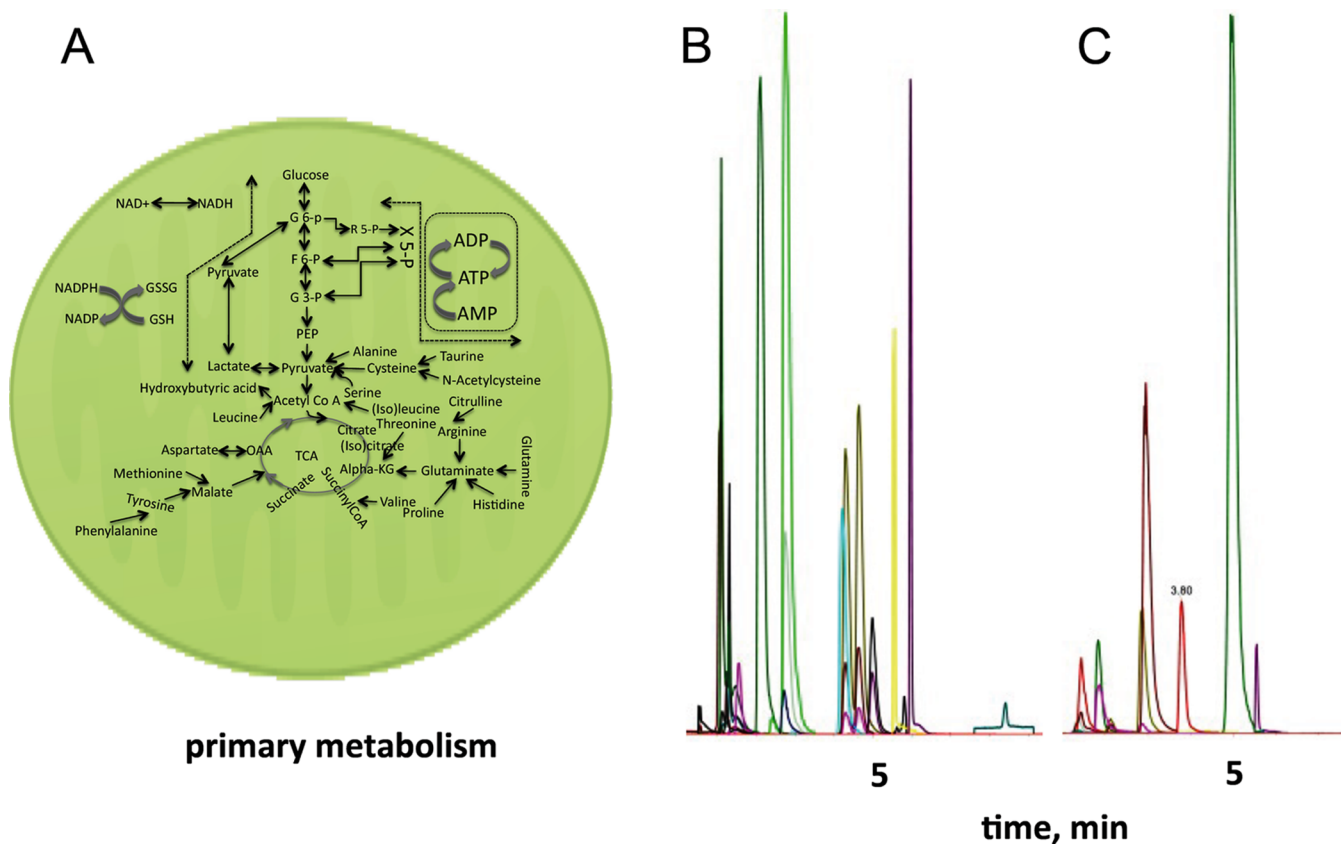 A
B
C
Glucose
NAD+
NADH
G 6-p
R 5-P
X 5-P
ADP
F 6-P
Pyruvate
ATP
NADPH
GSSG
G 3-P
NADP
GSH
AMP
PEP
Alanine
Taurine
Lactate
Pyruvate
Cysteine
Hydroxybutyric acid
N-Acetylcysteine
Serine
Acetyl Co A
(Iso)leucine
Citrulline
Leucine
Threonine
Citrate
Arginine
(Iso)citrate
Aspartate
OAA
TCA
Alpha-KG
Glutaminate
Glutamine
Methionine
Malate
Succinate
SuccinylCoA
Valine
Histidine
Tyrosine
Proline
Phenylalanine
primary metabolism
3.80
5
5
time, min